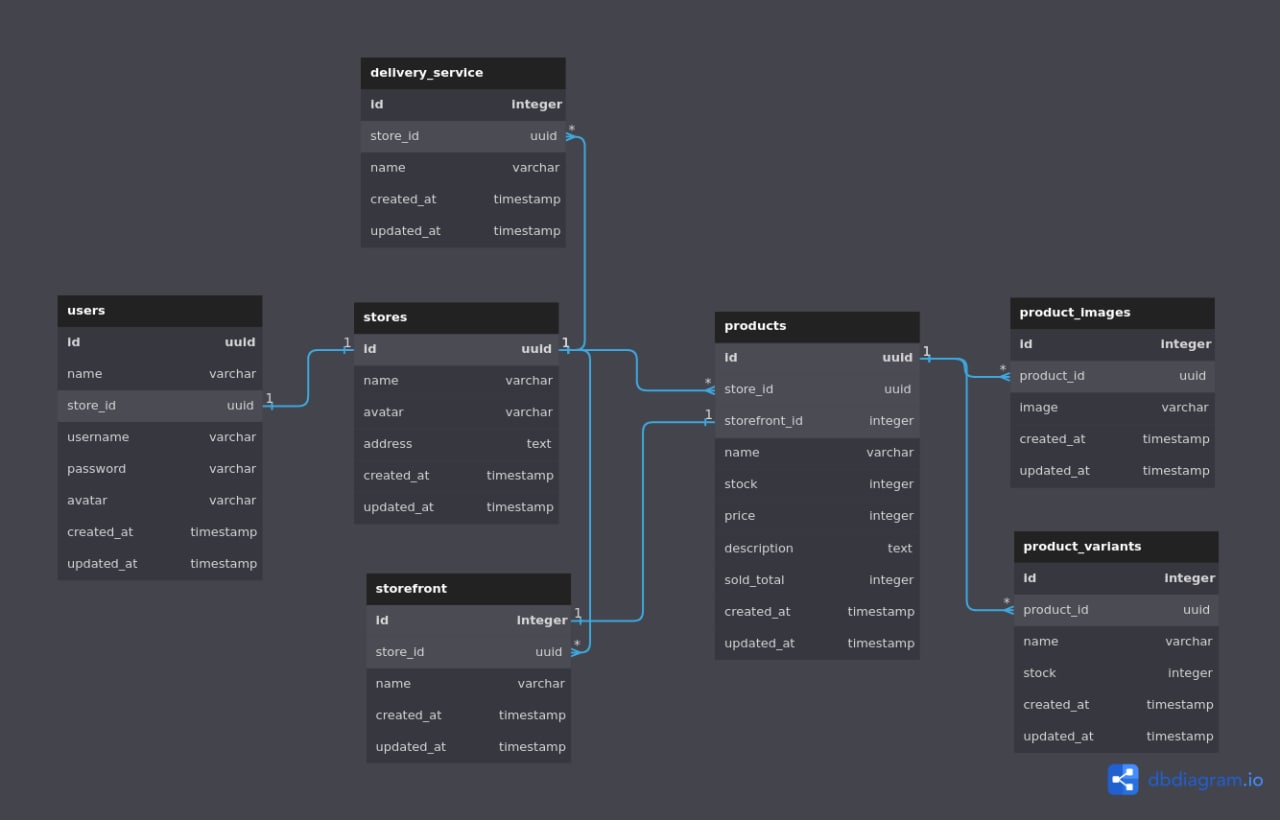 delivery_service
id integer
store_id uuid
name varchar
created_at timestamp
updated_at timestamp
*
users
id uuid
name varchar
store_id uuid
username varchar
password varchar
avatar varchar
created_at timestamp
updated_at timestamp
1
1
stores
id uuid
name varchar
avatar varchar
address text
created_at timestamp
updated_at timestamp
1
storefront
id integer
store_id uuid
name varchar
created_at timestamp
updated_at timestamp
1
*
*
1
products
id uuid
store_id uuid
storefront_id integer
name varchar
stock integer
price integer
description text
sold_total integer
created_at timestamp
updated_at timestamp
1
*
product_images
id integer
product_id uuid
image varchar
created_at timestamp
updated_at timestamp
*
product_variants
id integer
product_id uuid
name varchar
stock integer
created_at timestamp
updated_at timestamp
dbdiagram.io